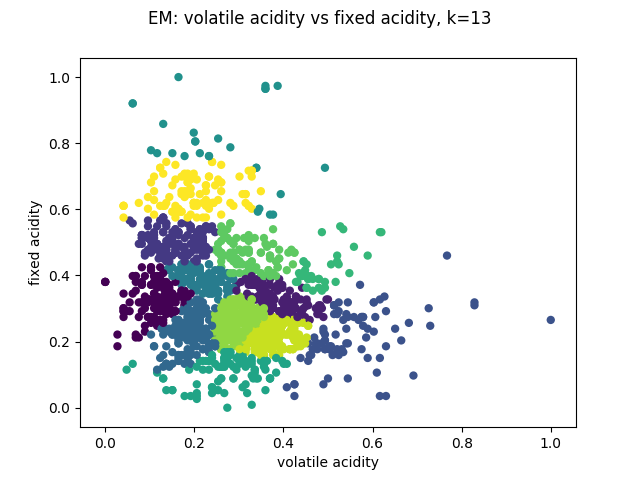 EM: volatile acidity vs fixed acidity, k=13
1.0
0.8
0.6
0.4
0.2
0.0
fixed acidity
0.0 0.2 0.4 0.6 0.8 1.0
volatile acidity